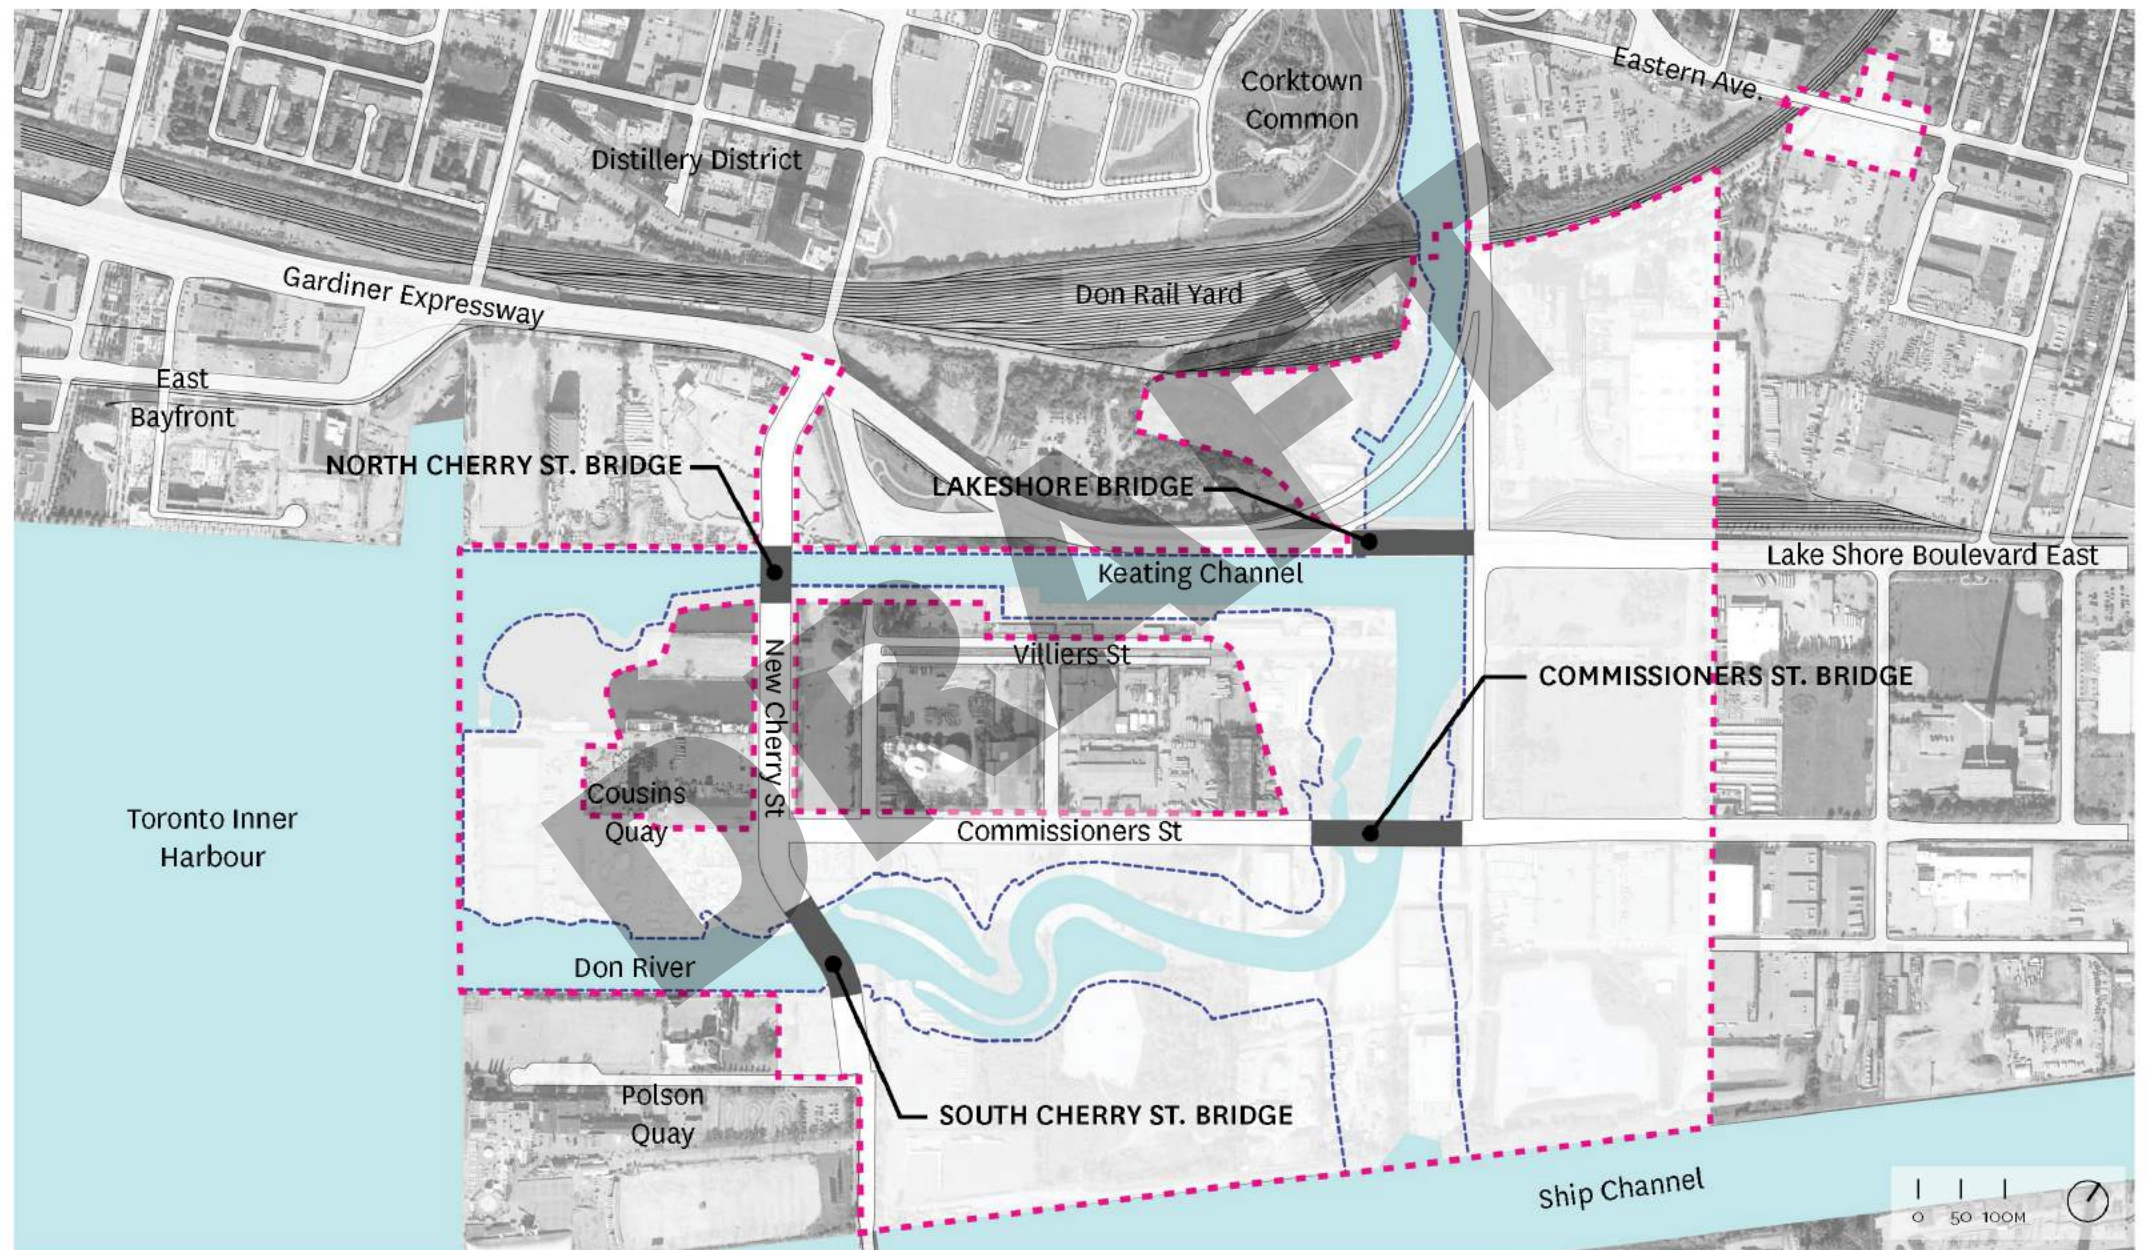 Eastern Ave.
Corktown
Common
Distillery District
Gardiner Expressway
Don Rail Yard
East
Bayfront
NORTH CHERRY ST. BRIDGE
LAKESHORE BRIDGE
Lake Shore Boulevard East
Keating Channel
New Cherry St
Villiers St
COMMISSIONERS ST. BRIDGE
Cousins
Quay
Toronto Inner
Harbour
Commissioners St
Don River
Polson
Quay
SOUTH CHERRY ST. BRIDGE
Ship Channel
0 50 100M
DRAFT